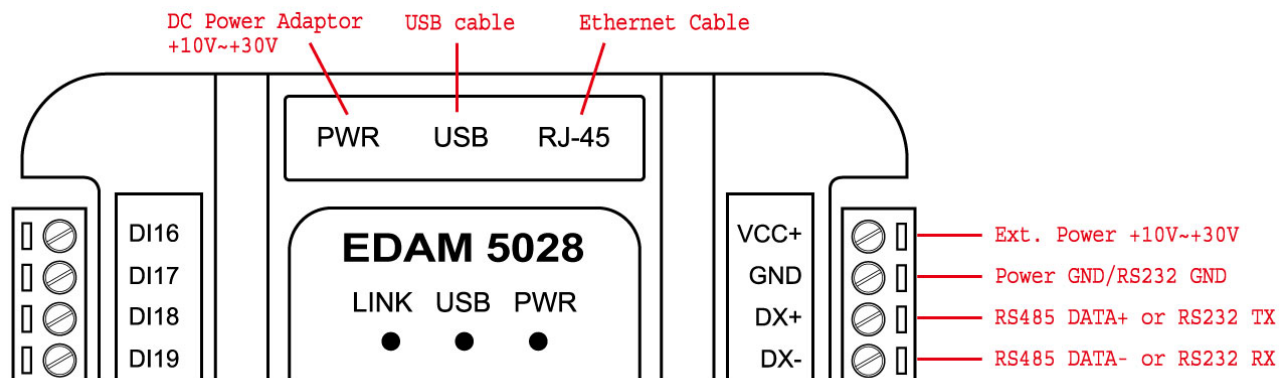 DC Power Adaptor
+10V~+30V
USB cable
Ethernet Cable
PWR USB RJ-45
EDAM 5028
LINK USB PWR
DI16
DI17
DI18
DI19
VCC+
GND
DX+
DX-
Ext. Power +10V~+30V
Power GND/RS232 GND
RS485 DATA+ or RS232 TX
RS485 DATA- or RS232 RX